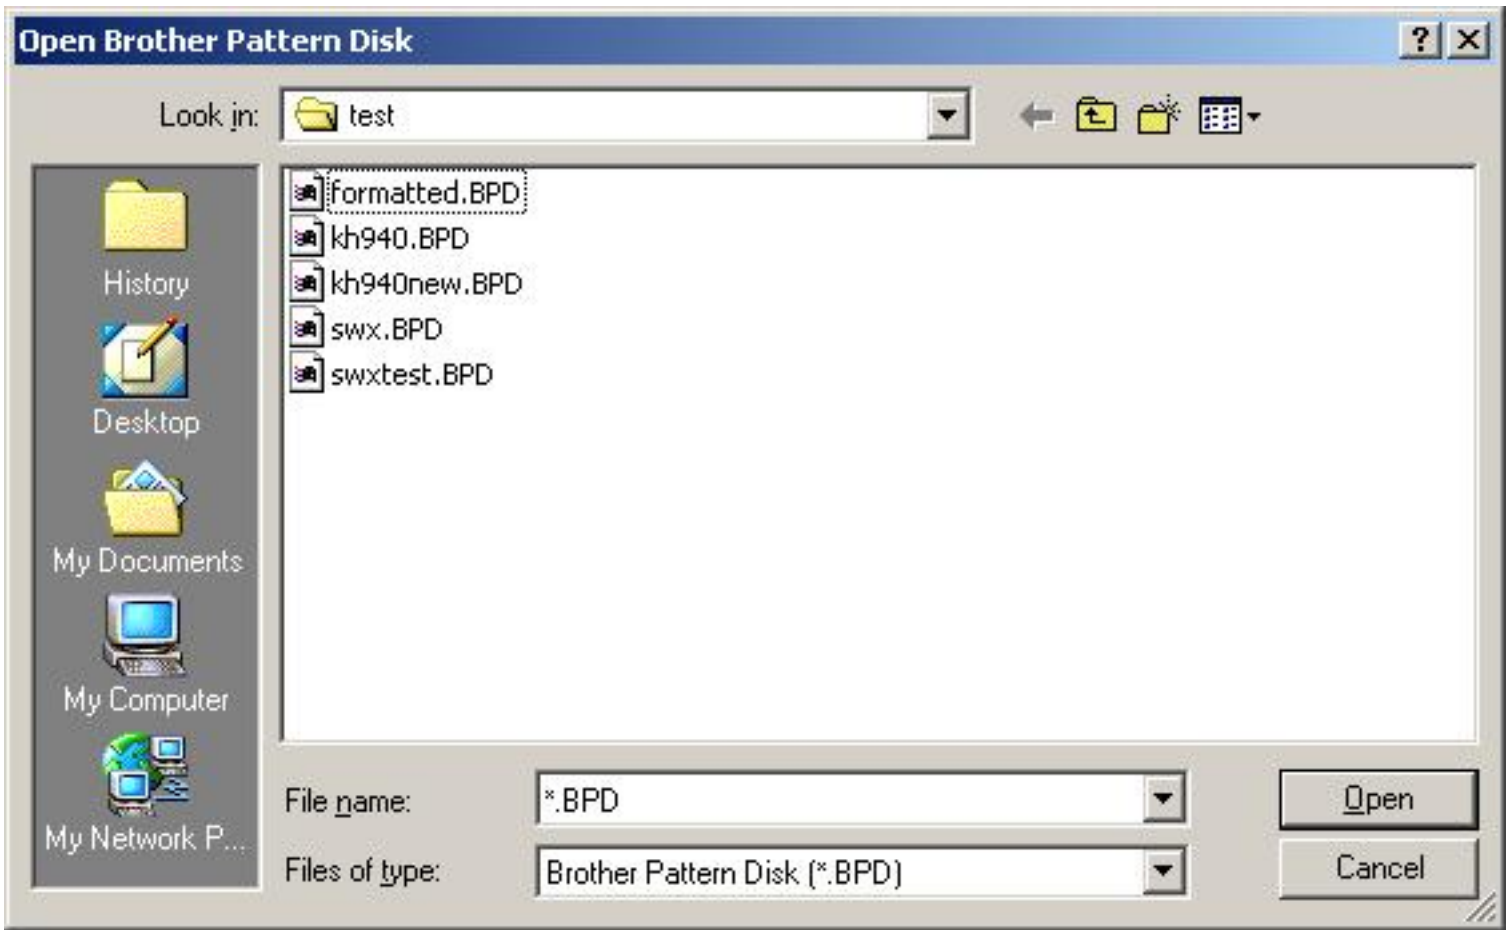 Open Brother Pattern Disk
Look in: test
formatted.BPD
kh940.BPD
kh940new.BPD
swx.BPD
swxtest.BPD
History
Desktop
My Documents
My Computer
My Network P...
File name: *.BPD
Open
Files of type: Brother Pattern Disk (*.BPD)
Cancel